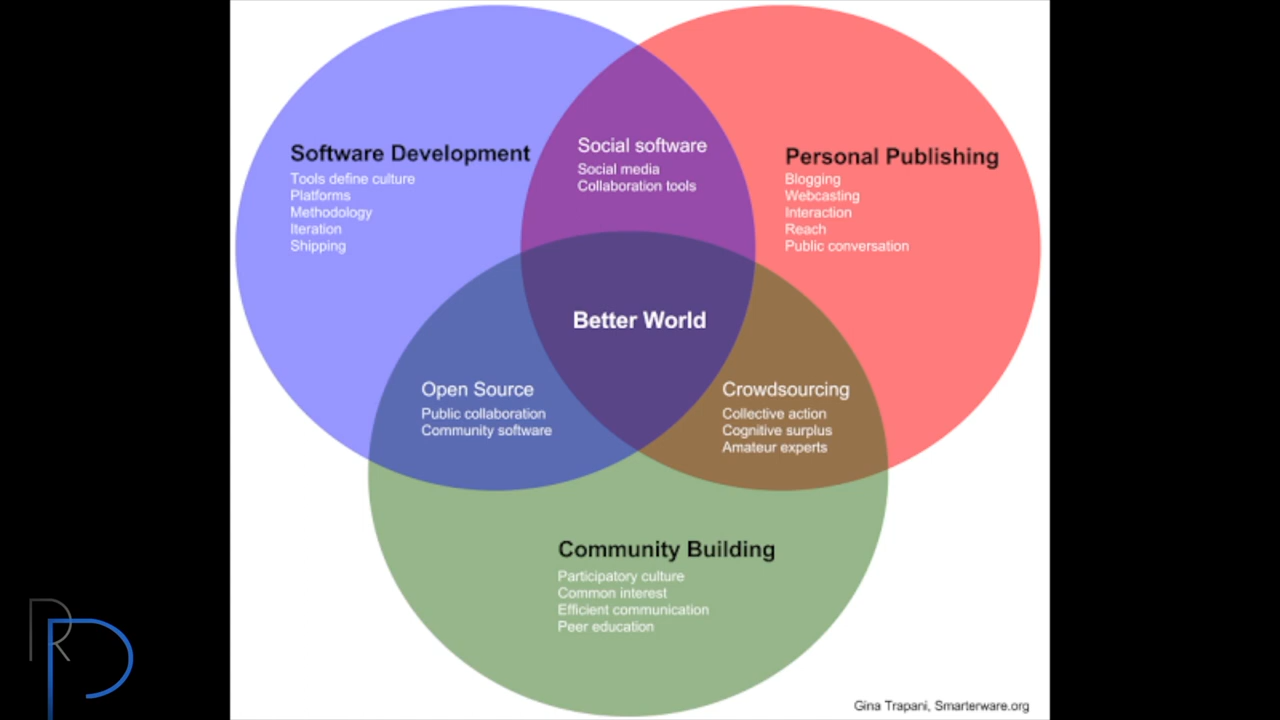 Software Development
Tools define culture
Platforms
Methodology
Iteration
Shipping
Social software
Social media
Collaboration tools
Personal Publishing
Blogging
Webcasting
Interaction
Reach
Public conversation
Better World
Open Source
Public collaboration
Community software
Crowdsourcing
Collective action
Cognitive surplus
Amateur experts
Community Building
Participatory culture
Common interest
Efficient communication
Peer education
RP
Gina Trapani, Smarterware.org